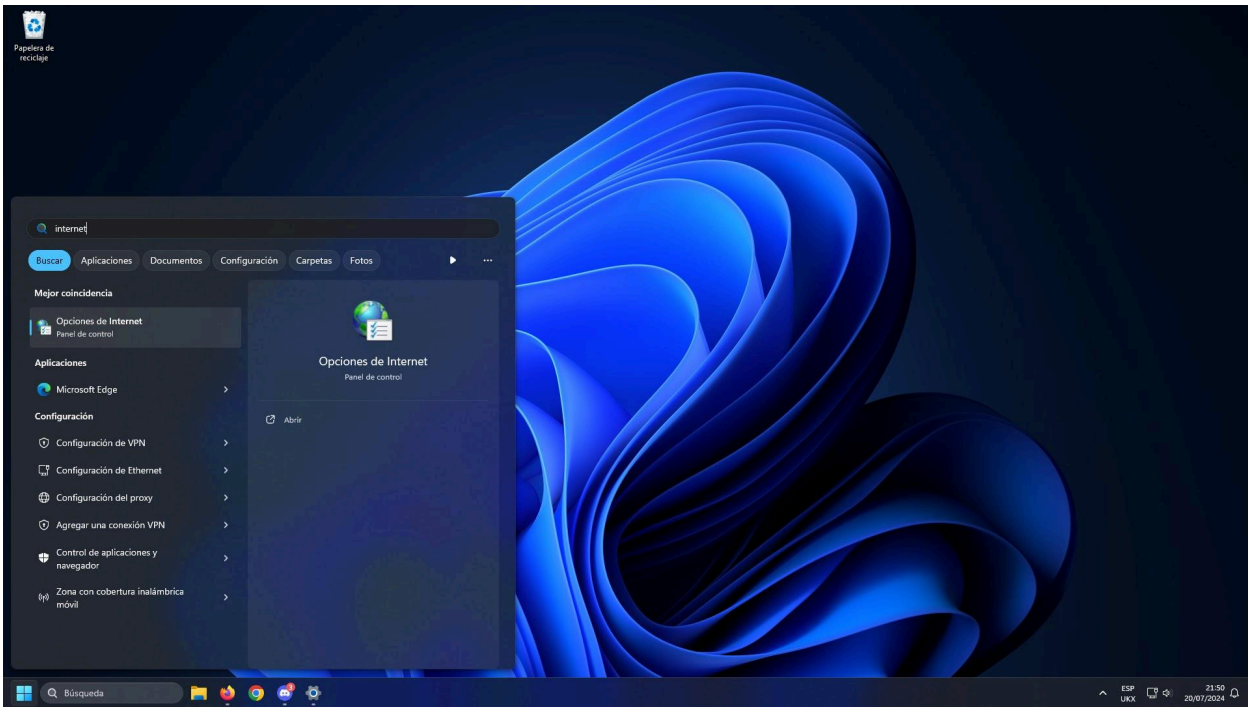 Papelera de
reciclaje
internet
Buscar Aplicaciones Documentos Configuración Carpetas Fotos
Mejor coincidencia
Opciones de Internet
Panel de control
Aplicaciones
Microsoft Edge
Configuración
Configuración de VPN
Configuración de Ethernet
Configuración del proxy
Agregar una conexión VPN
Control de aplicaciones y
navegador
Zona con cobertura inalámbrica
móvil
Opciones de Internet
Panel de control
Abrir
Búsqueda
3
ESP
UKX
21:50
20/07/2024